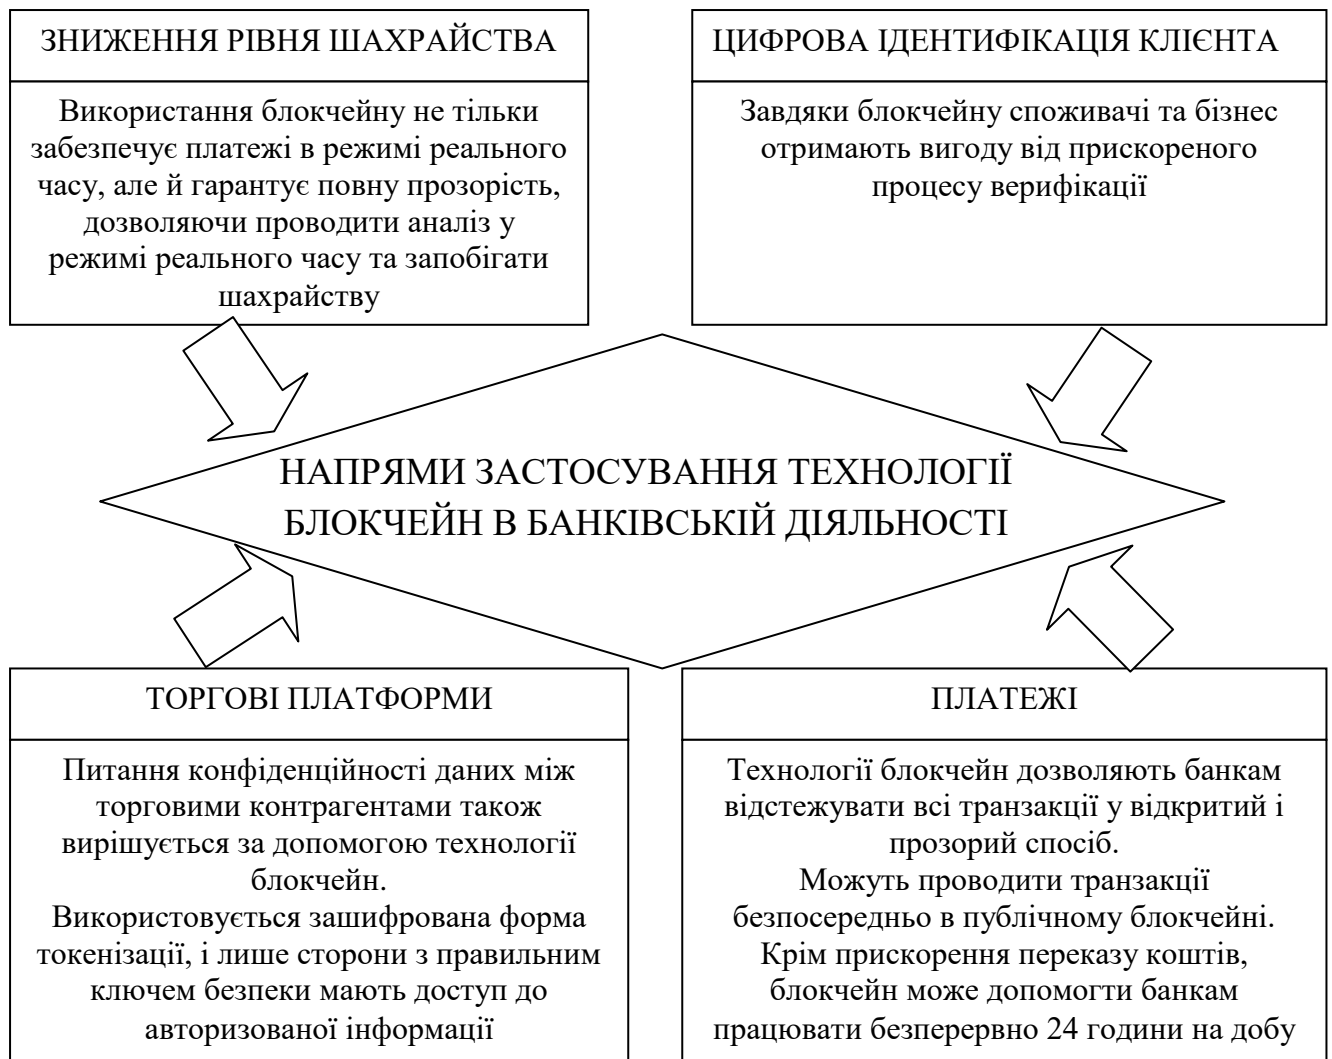 ЗНИЖЕННЯ РІВНЯ ШАХРАЙСТВА
Використання блокчейну не тільки
забезпечує платежі в режимі реального
часу, але й гарантує повну прозорість,
дозволяючи проводити аналіз у
режимі реального часу та запобігати
шахрайству
ЦИФРОВА ІДЕНТИФІКАЦІЯ КЛІЄНТА
Завдяки блокчейну споживачі та бізнес
отримають вигоду від прискореного
процесу верифікації
НАПРЯМИ ЗАСТОСУВАННЯ ТЕХНОЛОГІЇ
БЛОКЧЕЙН В БАНКІВСЬКІЙ ДІЯЛЬНОСТІ
ТОРГОВІ ПЛАТФОРМИ
Питання конфіденційності даних між
торговими контрагентами також
вирішується за допомогою технології
блокчейн.
Використовується зашифрована форма
токенізації, і лише сторони з правильним
ключем безпеки мають доступ до
авторизованої інформації
ПЛАТЕЖІ
Технології блокчейн дозволяють банкам
відстежувати всі транзакції у відкритий і
прозорий спосіб.
Можуть проводити транзакції
безпосередньо в публічному блокчейні.
Крім прискорення переказу коштів,
блокчейн може допомогти банкам
працювати безперервно 24 години на добу